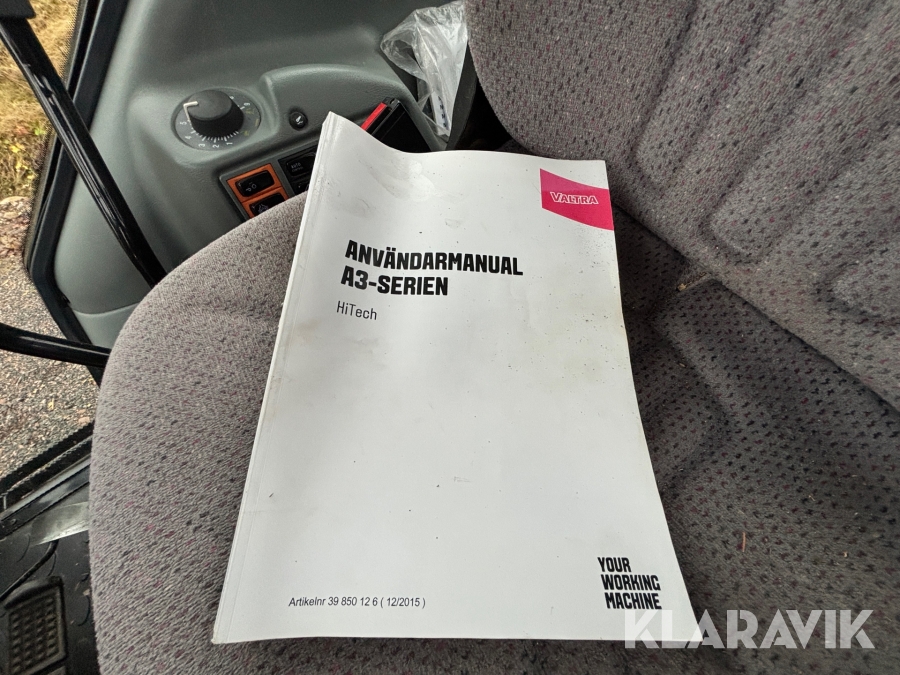 VALTRA
ANVÄNDARMANUAL
A3-SERIEN
HiTech
Artikelnr 39 850 12 6 ( 12/2015 )
YOUR
WORKING
MACHINE
KLARAVIK